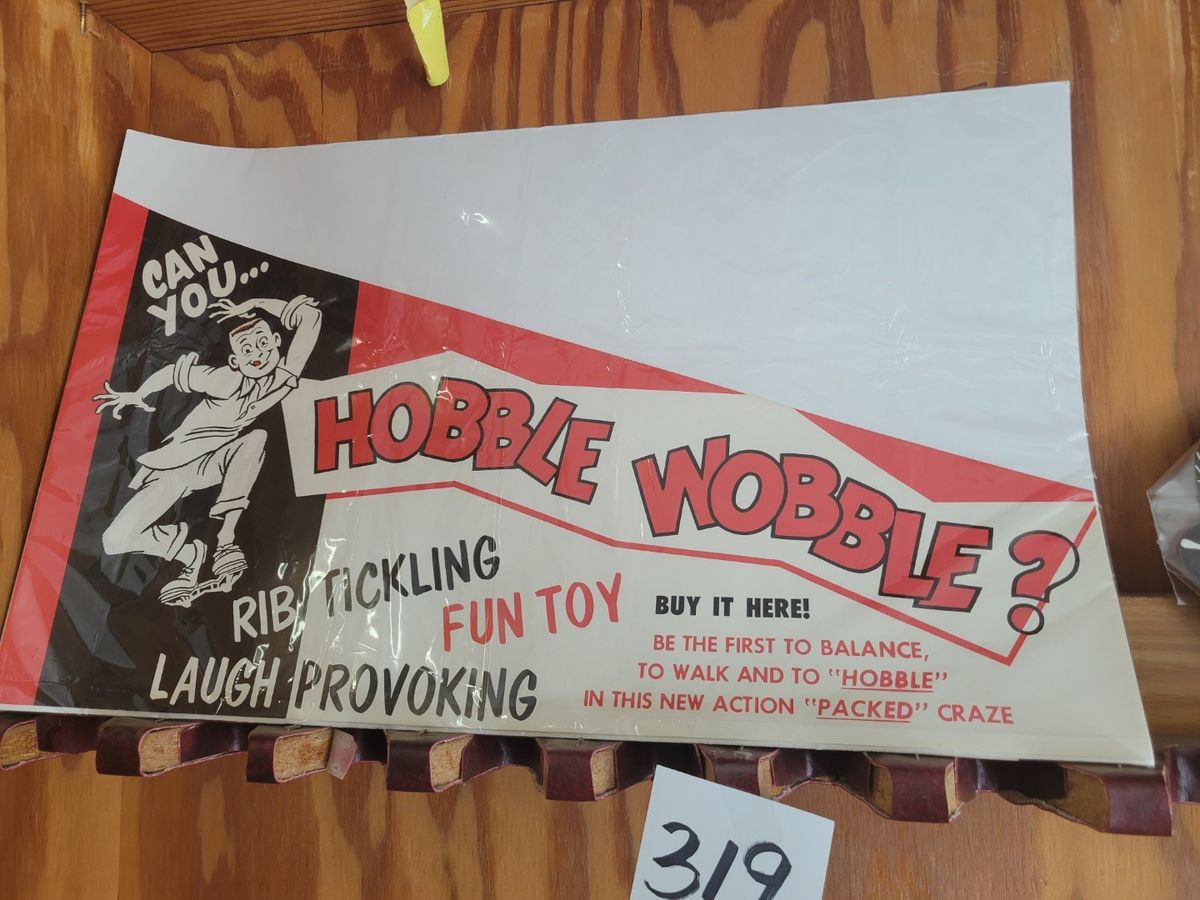 CAN
YOU...
HOBBLE WOBBLE?
RIB TICKLING
FUN TOY
LAUGH PROVOKING
BUY IT HERE!
BE THE FIRST TO BALANCE,
TO WALK AND TO "HOBBLE"
IN THIS NEW ACTION "PACKED" CRAZE
319